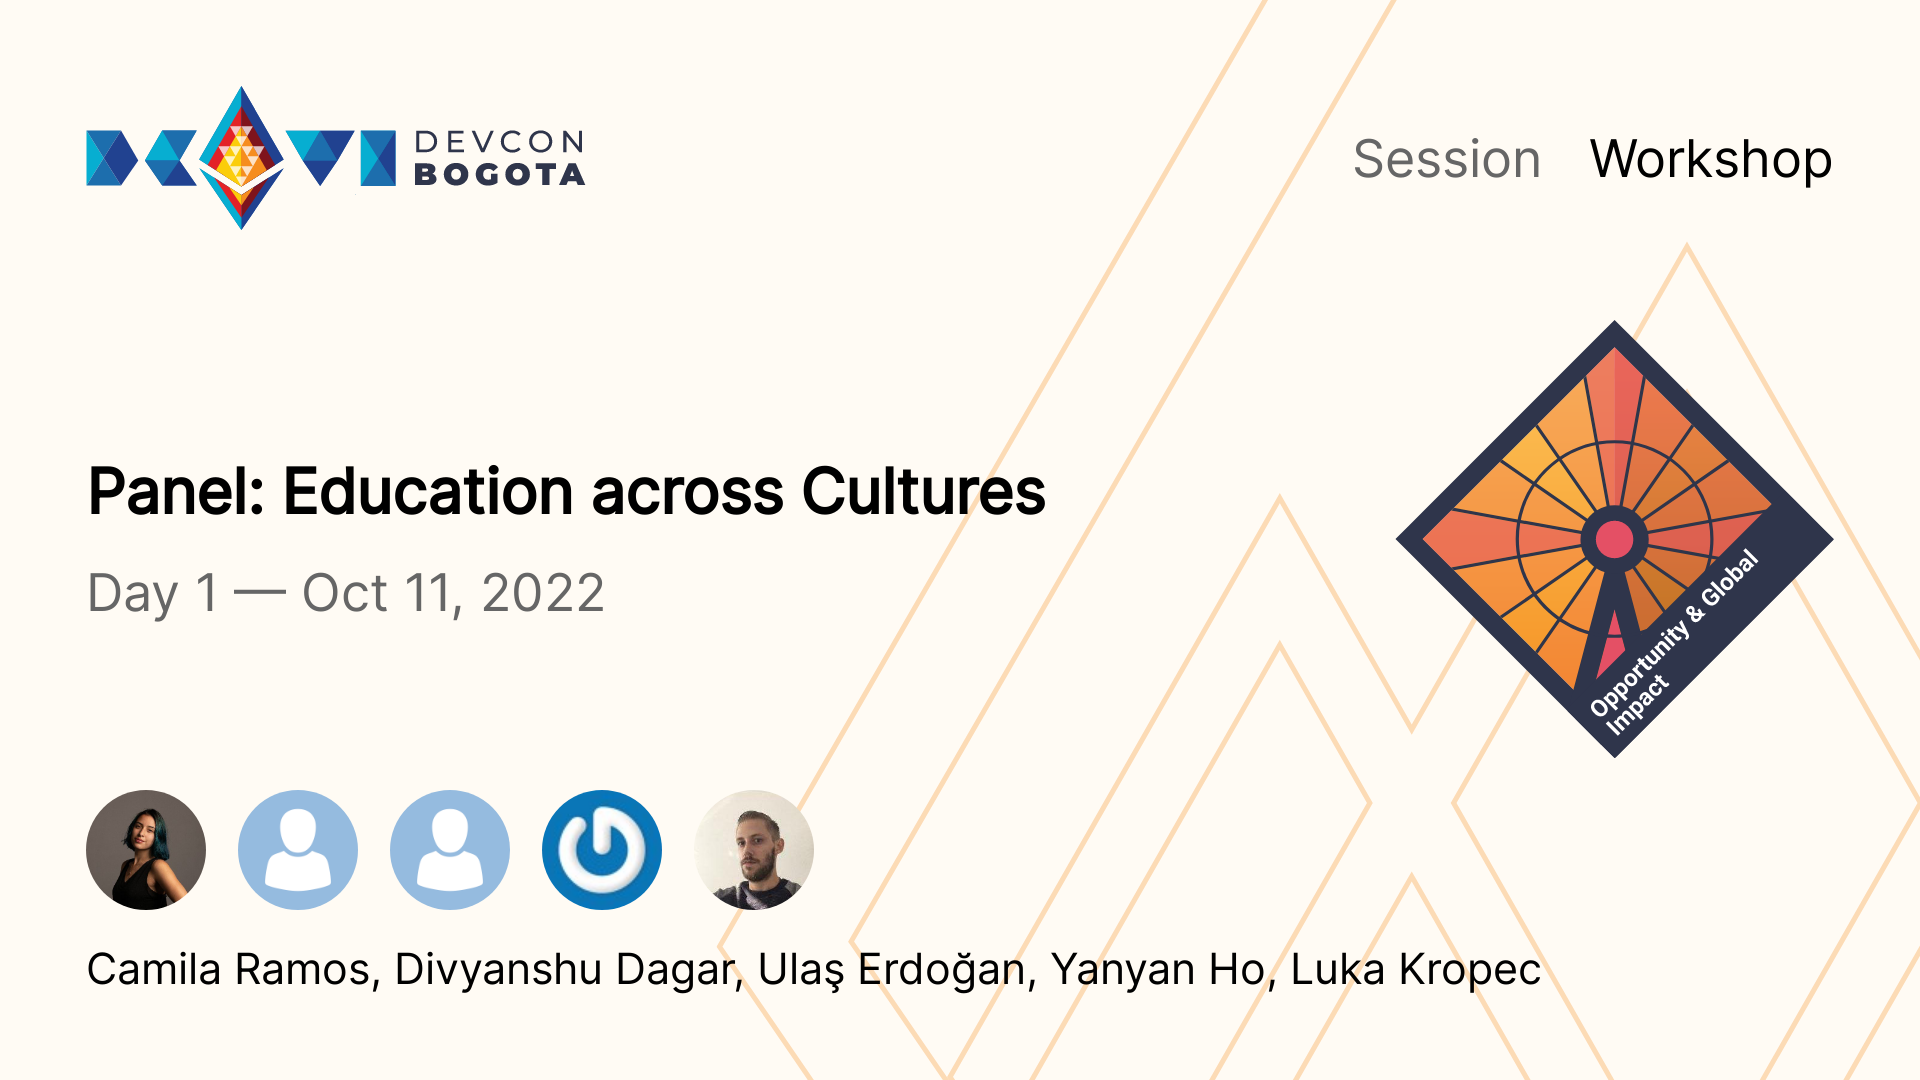 DEVCON
BOGOTA
Session Workshop
Panel: Education across Cultures
Day 1 — Oct 11, 2022
Opportunity & Global
Impact
Camila Ramos, Divyanshu Dagar, Ulaş Erdoğan, Yanyan Ho, Luka Kropec